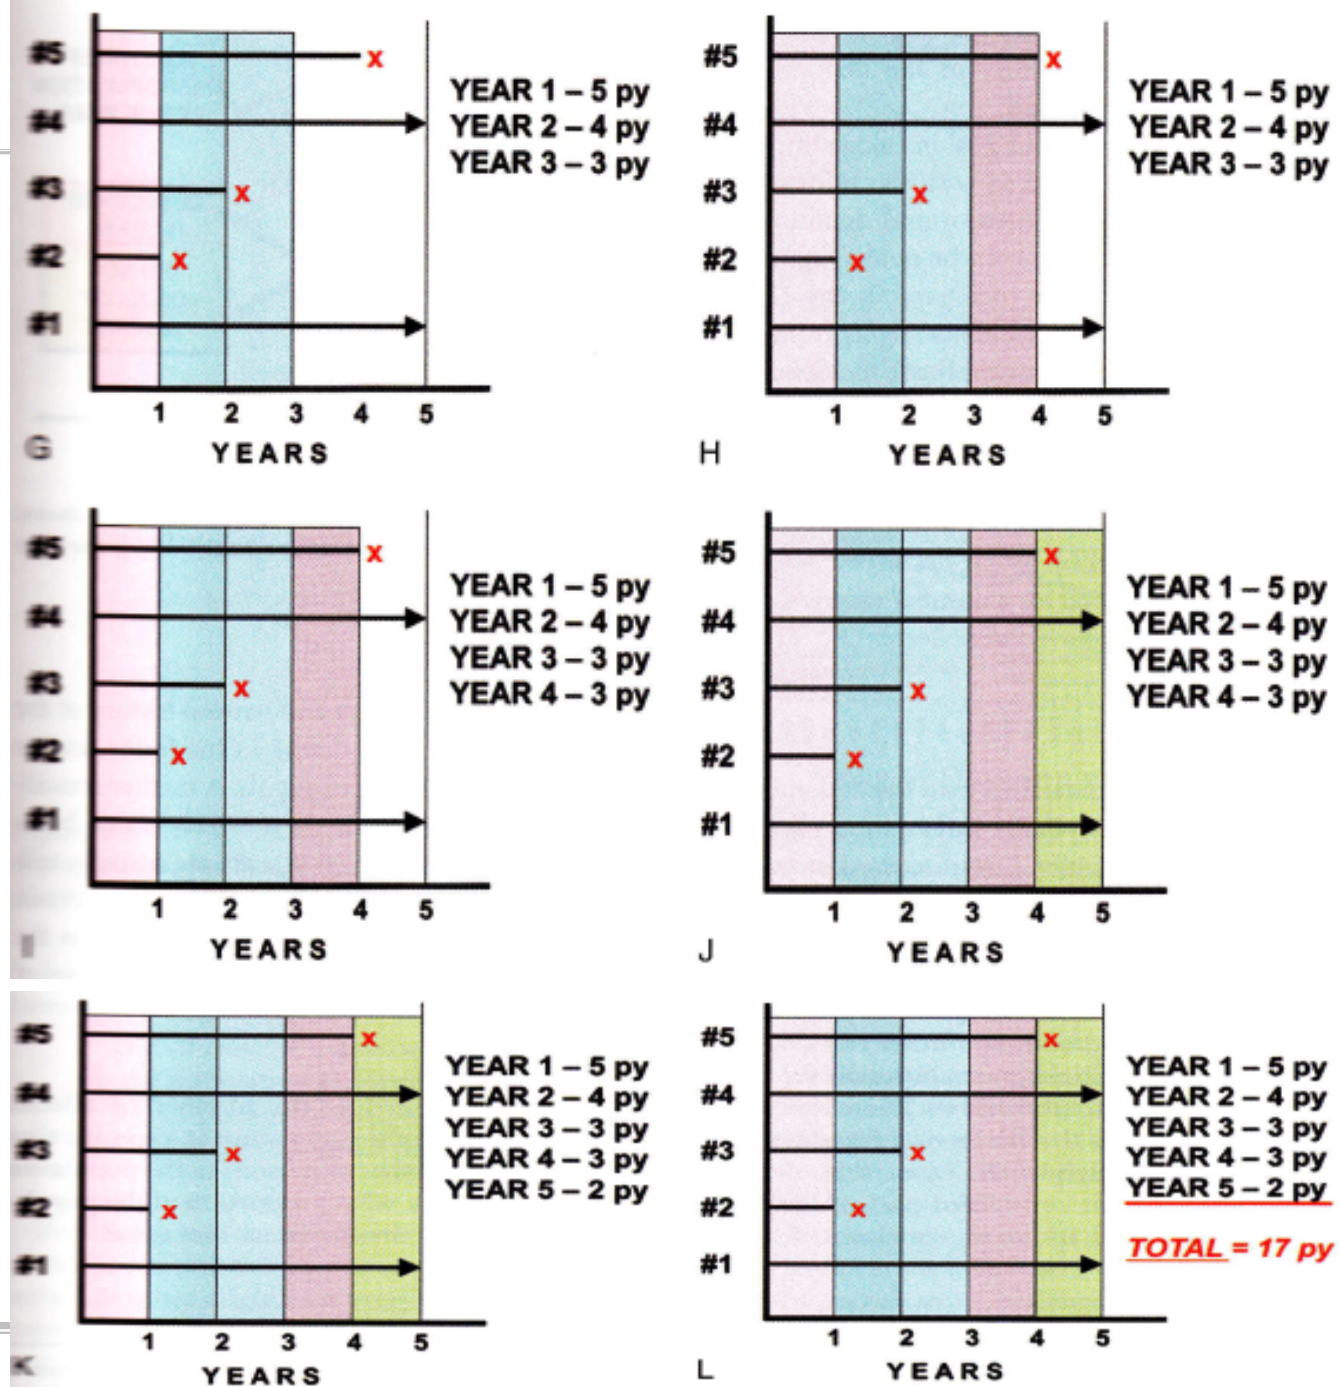 #5
#4
#3
#2
#1
YEAR 1 – 5 py
YEAR 2 – 4 py
YEAR 3 – 3 py
1 2 3 4 5
YEARS
G
#5
#4
#3
#2
#1
YEAR 1 – 5 py
YEAR 2 – 4 py
YEAR 3 – 3 py
1 2 3 4 5
YEARS
H
#5
#4
#3
#2
#1
YEAR 1 – 5 py
YEAR 2 – 4 py
YEAR 3 – 3 py
YEAR 4 – 3 py
1 2 3 4 5
YEARS
I
#5
#4
#3
#2
#1
YEAR 1 – 5 py
YEAR 2 – 4 py
YEAR 3 – 3 py
YEAR 4 – 3 py
1 2 3 4 5
YEARS
J
#5
#4
#3
#2
#1
YEAR 1 – 5 py
YEAR 2 – 4 py
YEAR 3 – 3 py
YEAR 4 – 3 py
YEAR 5 – 2 py
1 2 3 4 5
YEARS
K
#5
#4
#3
#2
#1
YEAR 1 – 5 py
YEAR 2 – 4 py
YEAR 3 – 3 py
YEAR 4 – 3 py
YEAR 5 – 2 py
TOTAL = 17 py
1 2 3 4 5
YEARS
L